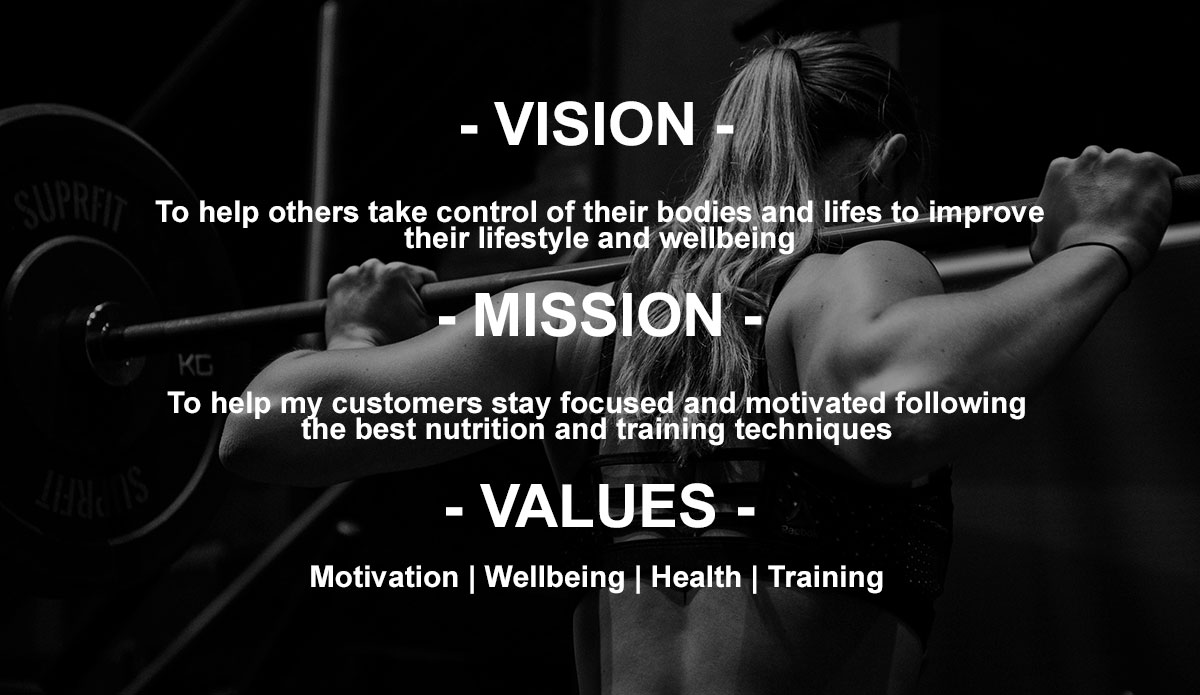 - VISION -
To help others take control of their bodies and lifes to improve
their lifestyle and wellbeing
- MISSION -
To help my customers stay focused and motivated following
the best nutrition and training techniques
- VALUES -
Motivation | Wellbeing | Health | Training
SUPRFIT
KG
SUPRFIT